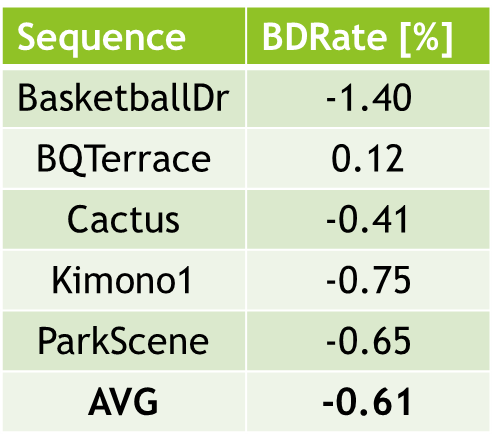 Sequence BDRate [%]
BasketballDr -1.40
BQTerrace 0.12
Cactus -0.41
Kimono1 -0.75
ParkScene -0.65
AVG -0.61